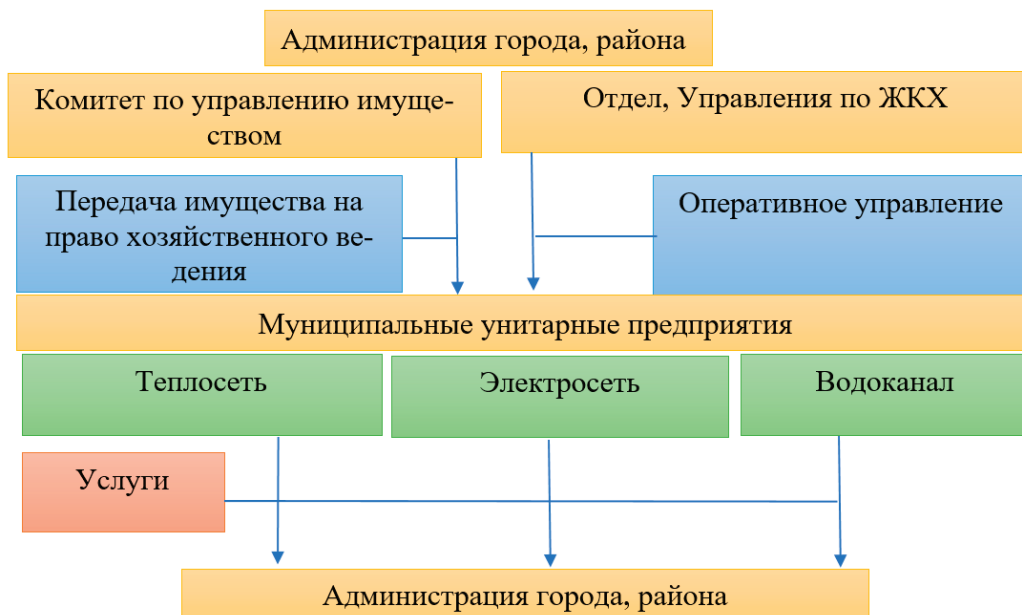 Администрация города, района
Комитет по управлению имуще-
ством
Отдел, Управления по ЖКХ
Передача имущества на
право хозяйственного ве-
дения
Оперативное управление
Муниципальные унитарные предприятия
Теплосеть
Электросеть
Водоканал
Услуги
Администрация города, района